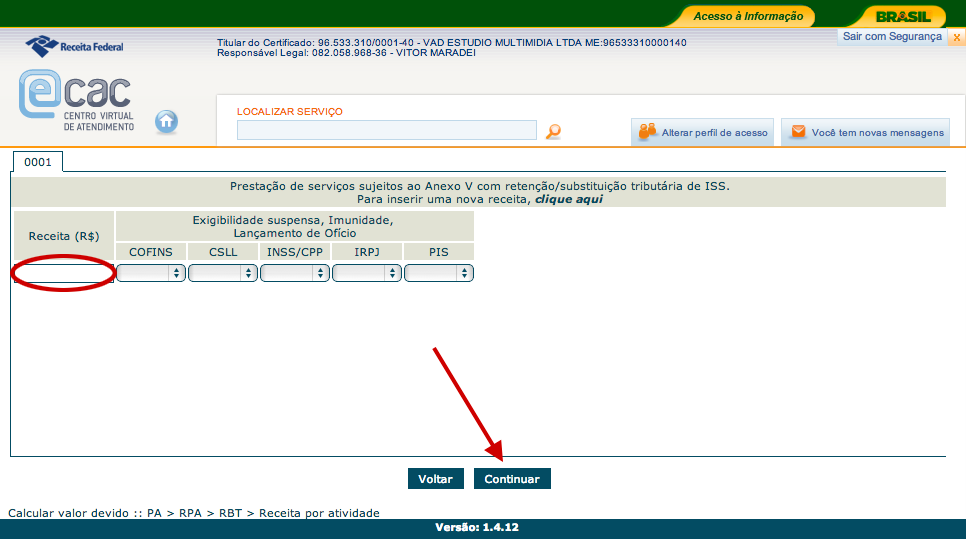 Acesso à Informação
BRASIL
Receita Federal
Titular do Certificado: 96.533.310/0001-40 - VAD ESTUDIO MULTIMIDIA LTDA ME:96533310000140
Responsável Legal: 082.058.968-36 - VITOR MARADEI
Sair com Segurança x
ecac
CENTRO VIRTUAL
DE ATENDIMENTO
LOCALIZAR SERVIÇO
Alterar perfil de acesso
Você tem novas mensagens
0001
Prestação de serviços sujeitos ao Anexo V com retenção/substituição tributária de ISS.
Para inserir uma nova receita, clique aqui
Receita (R$)
Exigibilidade suspensa, Imunidade,
Lançamento de Ofício
COFINS CSLL INSS/CPP IRPJ PIS
Voltar Continuar
Calcular valor devido :: PA > RPA > RBT > Receita por atividade
Versão: 1.4.12